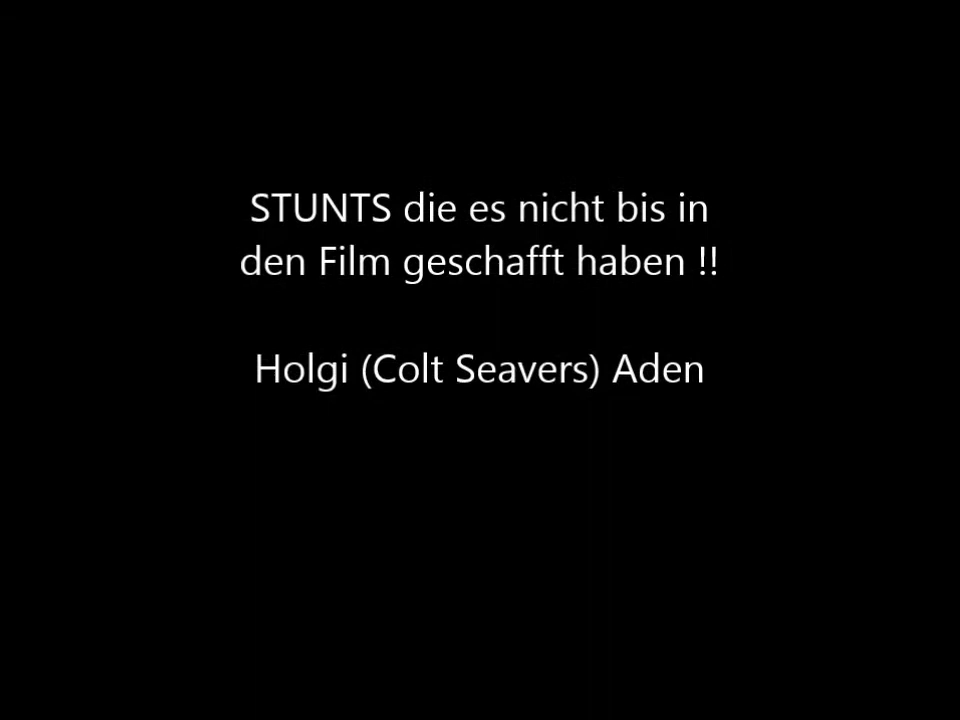 STUNTS die es nicht bis in
den Film geschafft haben !!
Holgi (Colt Seavers) Aden